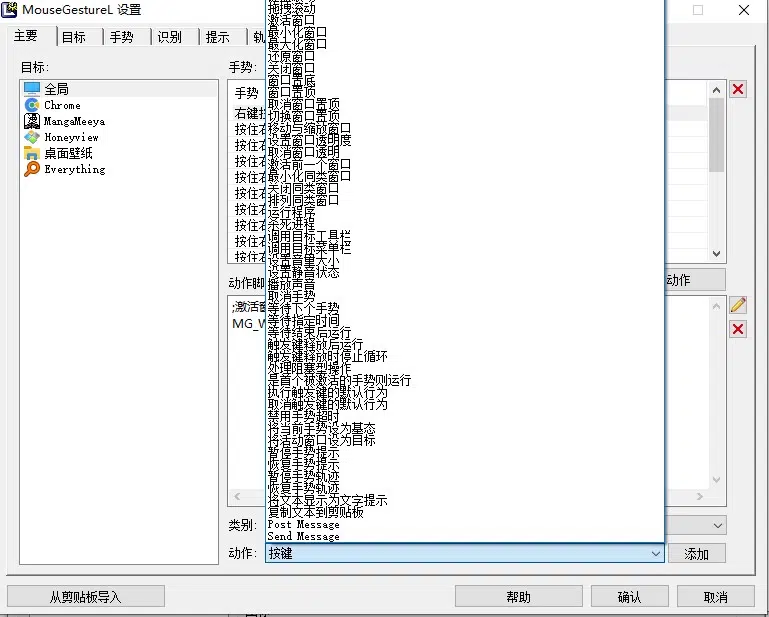 MouseGestureL 设置
主要
目标
手势
识别
提示
轨
目标:
全局
Chrome
MangaMeeya
Honeyview
桌面壁纸
Everything
手势:
手势
右键按
按住右
按住右
按住右
按住右
按住右
按住右
按住右
按住右
按住右
动作脚
;激活窗
MG_W
动作
拖拽滚动
激活窗口
最小化窗口
最大化窗口
还原窗口
关闭窗口
窗口置底
窗口置顶
取消窗口置顶
切换窗口置顶
移动与缩放窗口
设置窗口透明度
取消窗口透明
激活前一个窗口
最小化同类窗口
关闭同类窗口
排列同类窗口
运行程序
杀死进程
调用目标工具栏
调用目标菜单栏
设置音量大小
设置静音状态
播放声音
取消手势
等待下个手势
等待指定时间
等待结束后运行
触发键释放后运行
触发键释放时停止循环
处理阻塞型操作
是首个被激活的手势则运行
执行触发键的默认行为
取消触发键的默认行为
禁用手势超时
将当前手势设为基态
将活动窗口设为目标
暂停手势提示
恢复手势提示
暂停手势轨迹
恢复手势轨迹
将文本显示为文字提示
复制文本到剪贴板
Post Message
Send Message
类别:
动作:
按键
添加
从剪贴板导入
帮助
确认
取消